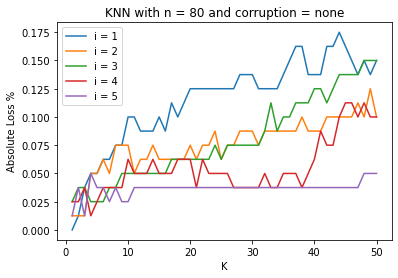 KNN with n = 80 and corruption = none
Absolute Loss %
0.175
0.150
0.125
0.100
0.075
0.050
0.025
0.000
i = 1
i = 2
i = 3
i = 4
i = 5
0 10 20 30 40 50
K